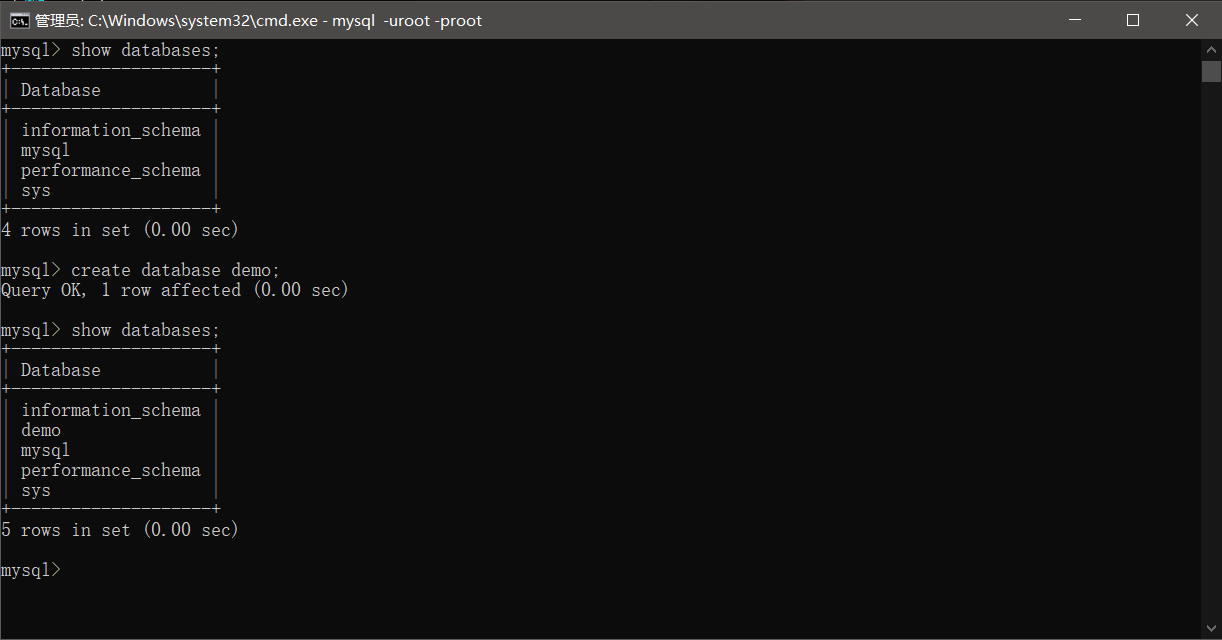 管理员: C:\Windows\system32\cmd.exe - mysql  -uroot -proot
mysql> show databases;
+--------------------+
| Database           |
+--------------------+
| information_schema |
| mysql              |
| performance_schema |
| sys                |
+--------------------+
4 rows in set (0.00 sec)
mysql> create database demo;
Query OK, 1 row affected (0.00 sec)
mysql> show databases;
+--------------------+
| Database           |
+--------------------+
| information_schema |
| demo               |
| mysql              |
| performance_schema |
| sys                |
+--------------------+
5 rows in set (0.00 sec)
mysql>